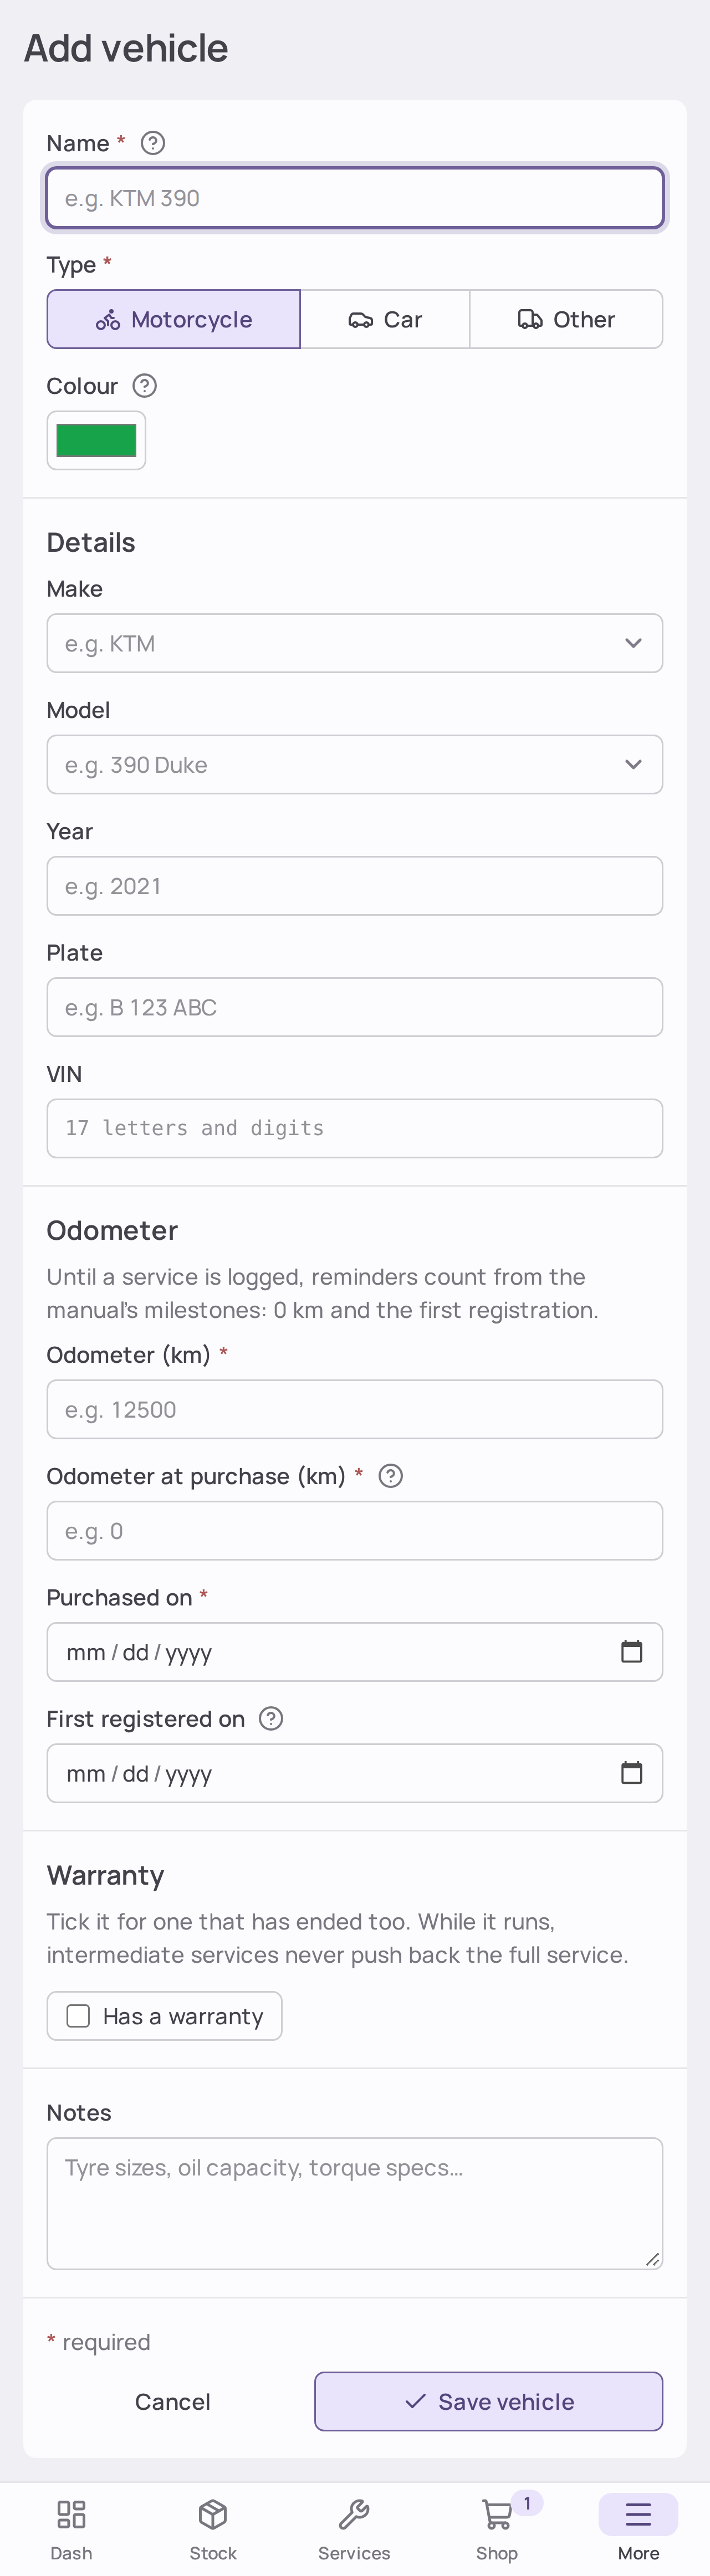 Add vehicle
Name *
e.g. KTM 390
Type *
Motorcycle
Car
Other
Colour
Details
Make
e.g. KTM
Model
e.g. 390 Duke
Year
e.g. 2021
Plate
e.g. B 123 ABC
VIN
17 letters and digits
Odometer
Until a service is logged, reminders count from the
manual's milestones: 0 km and the first registration.
Odometer (km) *
e.g. 12500
Odometer at purchase (km) *
e.g. 0
Purchased on *
mm / dd / yyyy
First registered on
mm / dd / yyyy
Warranty
Tick it for one that has ended too. While it runs,
intermediate services never push back the full service.
Has a warranty
Notes
Tyre sizes, oil capacity, torque specs...
* required
Cancel
Save vehicle
1
Dash
Stock
Services
Shop
More